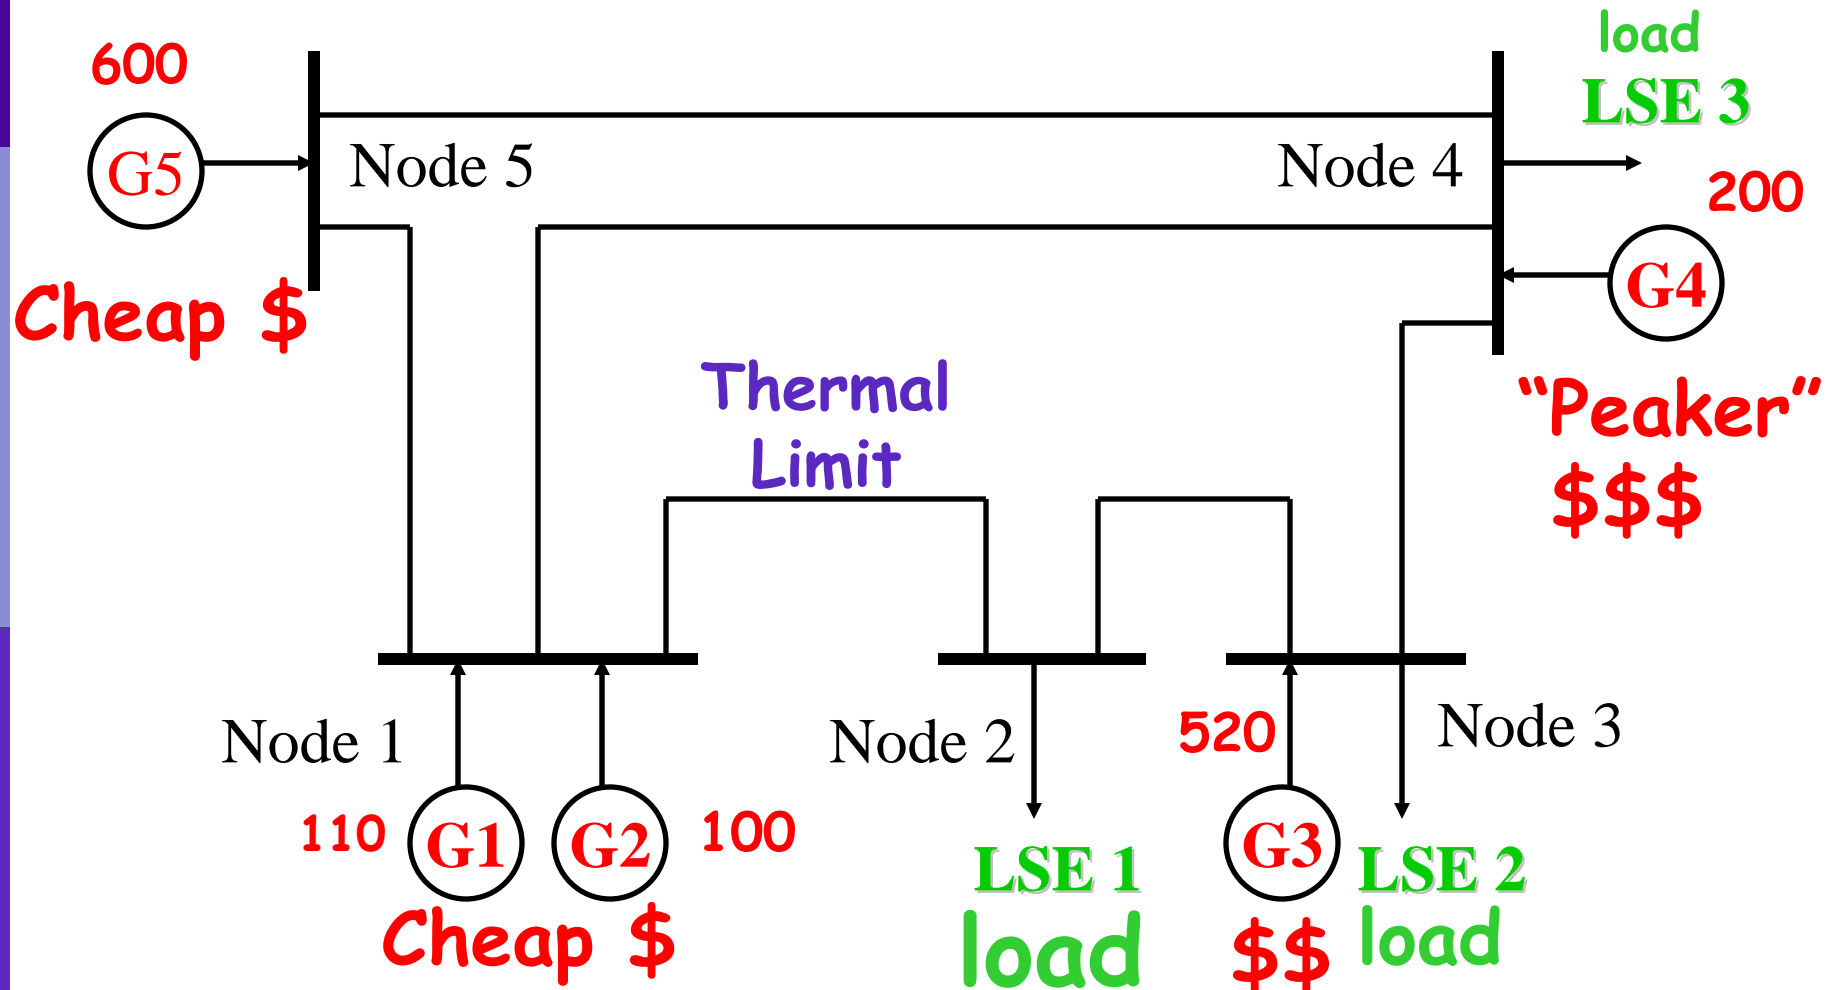 load
600
LSE 3
G5
Node 5
Node 4
200
G4
Cheap $
Thermal
Limit
“Peaker”
$$$
Node 1
Node 2
520
Node 3
110
G1
G2
100
LSE 1
G3
LSE 2
Cheap $
load
$$
load